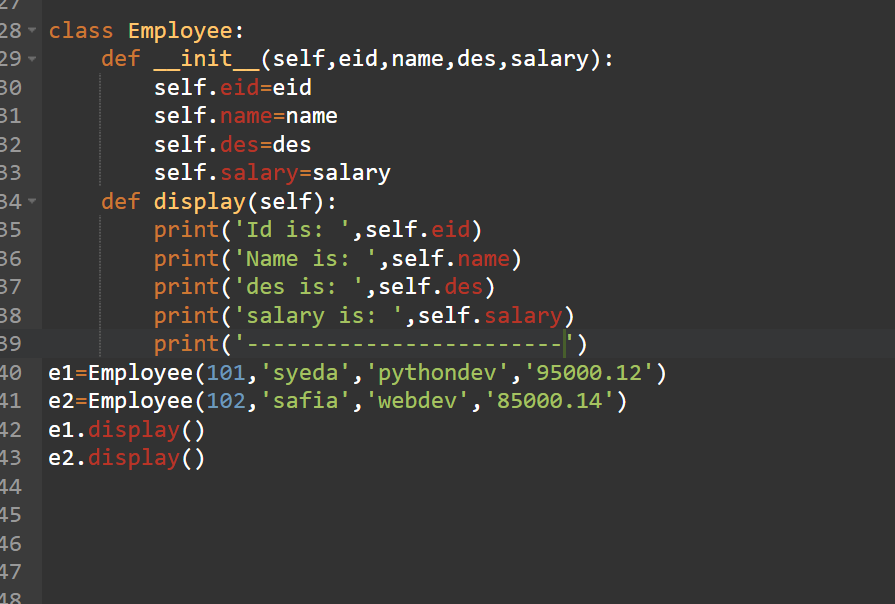 27
28 class Employee:
29     def __init__(self,eid,name,des,salary):
30         self.eid=eid
31         self.name=name
32         self.des=des
33         self.salary=salary
34     def display(self):
35         print('Id is: ',self.eid)
36         print('Name is: ',self.name)
37         print('des is: ',self.des)
38         print('salary is: ',self.salary)
39         print('------------------------')
40 e1=Employee(101,'syeda','pythondev','95000.12')
41 e2=Employee(102,'safia','webdev','85000.14')
42 e1.display()
43 e2.display()
44
45
46
47
48